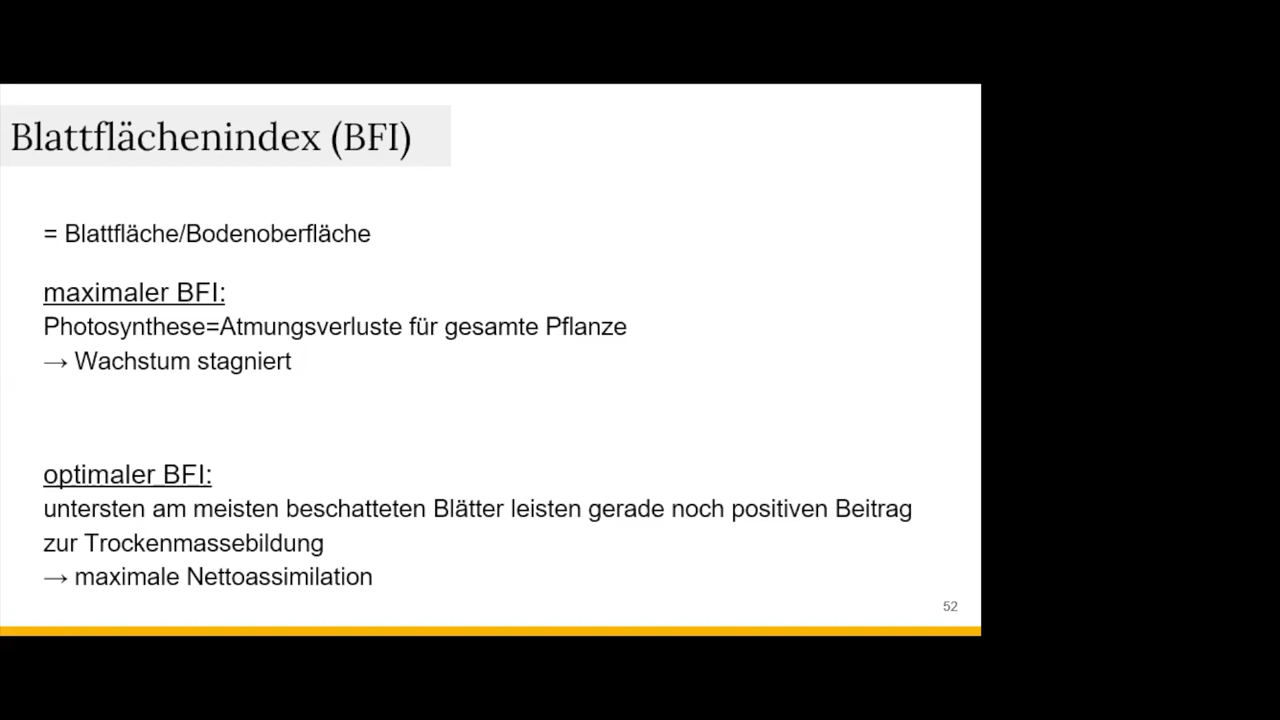 Blattflächenindex (BFI)
= Blattfläche/Bodenoberfläche
maximaler BFI:
Photosynthese=Atmungsverluste für gesamte Pflanze
→ Wachstum stagniert
optimaler BFI:
untersten am meisten beschatteten Blätter leisten gerade noch positiven Beitrag
zur Trockenmassebildung
→ maximale Nettoassimilation
52